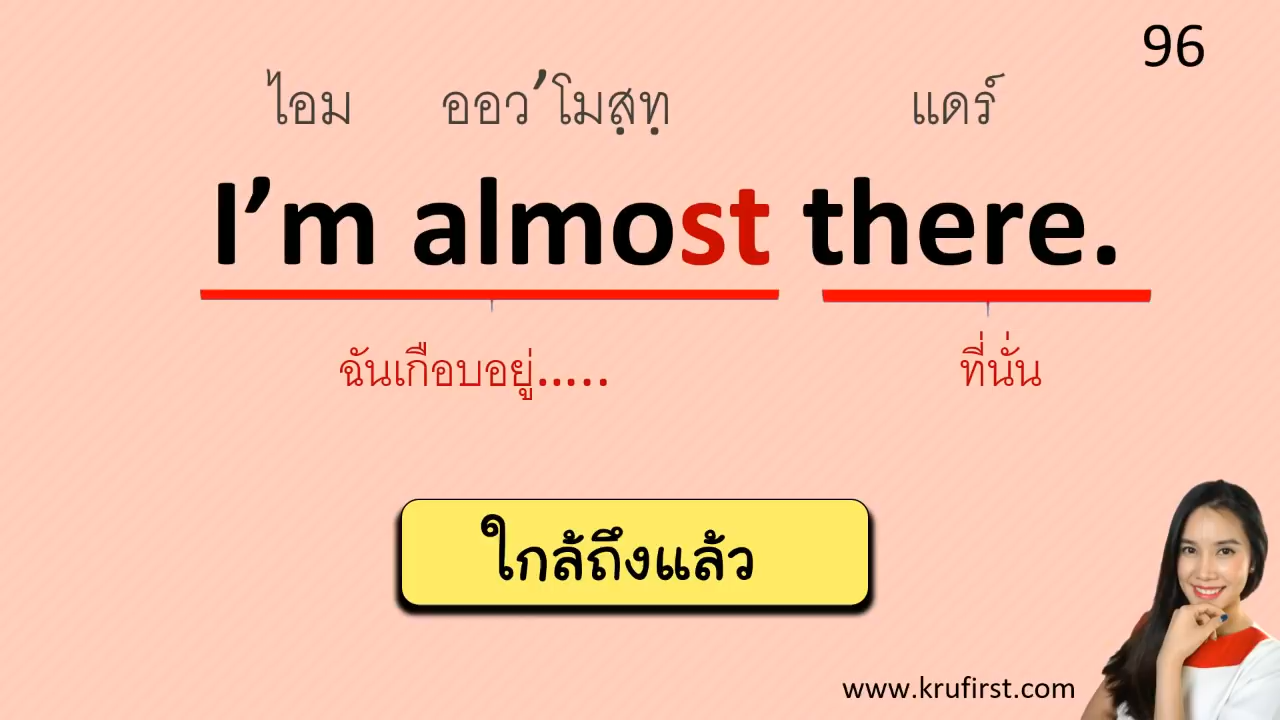 96
ไอม ออว’โมสฺทฺ แดร์
I’m almost there.
ฉันเกือบอยู่..... ที่นั่น
ใกล้ถึงแล้ว
www.krufirst.com